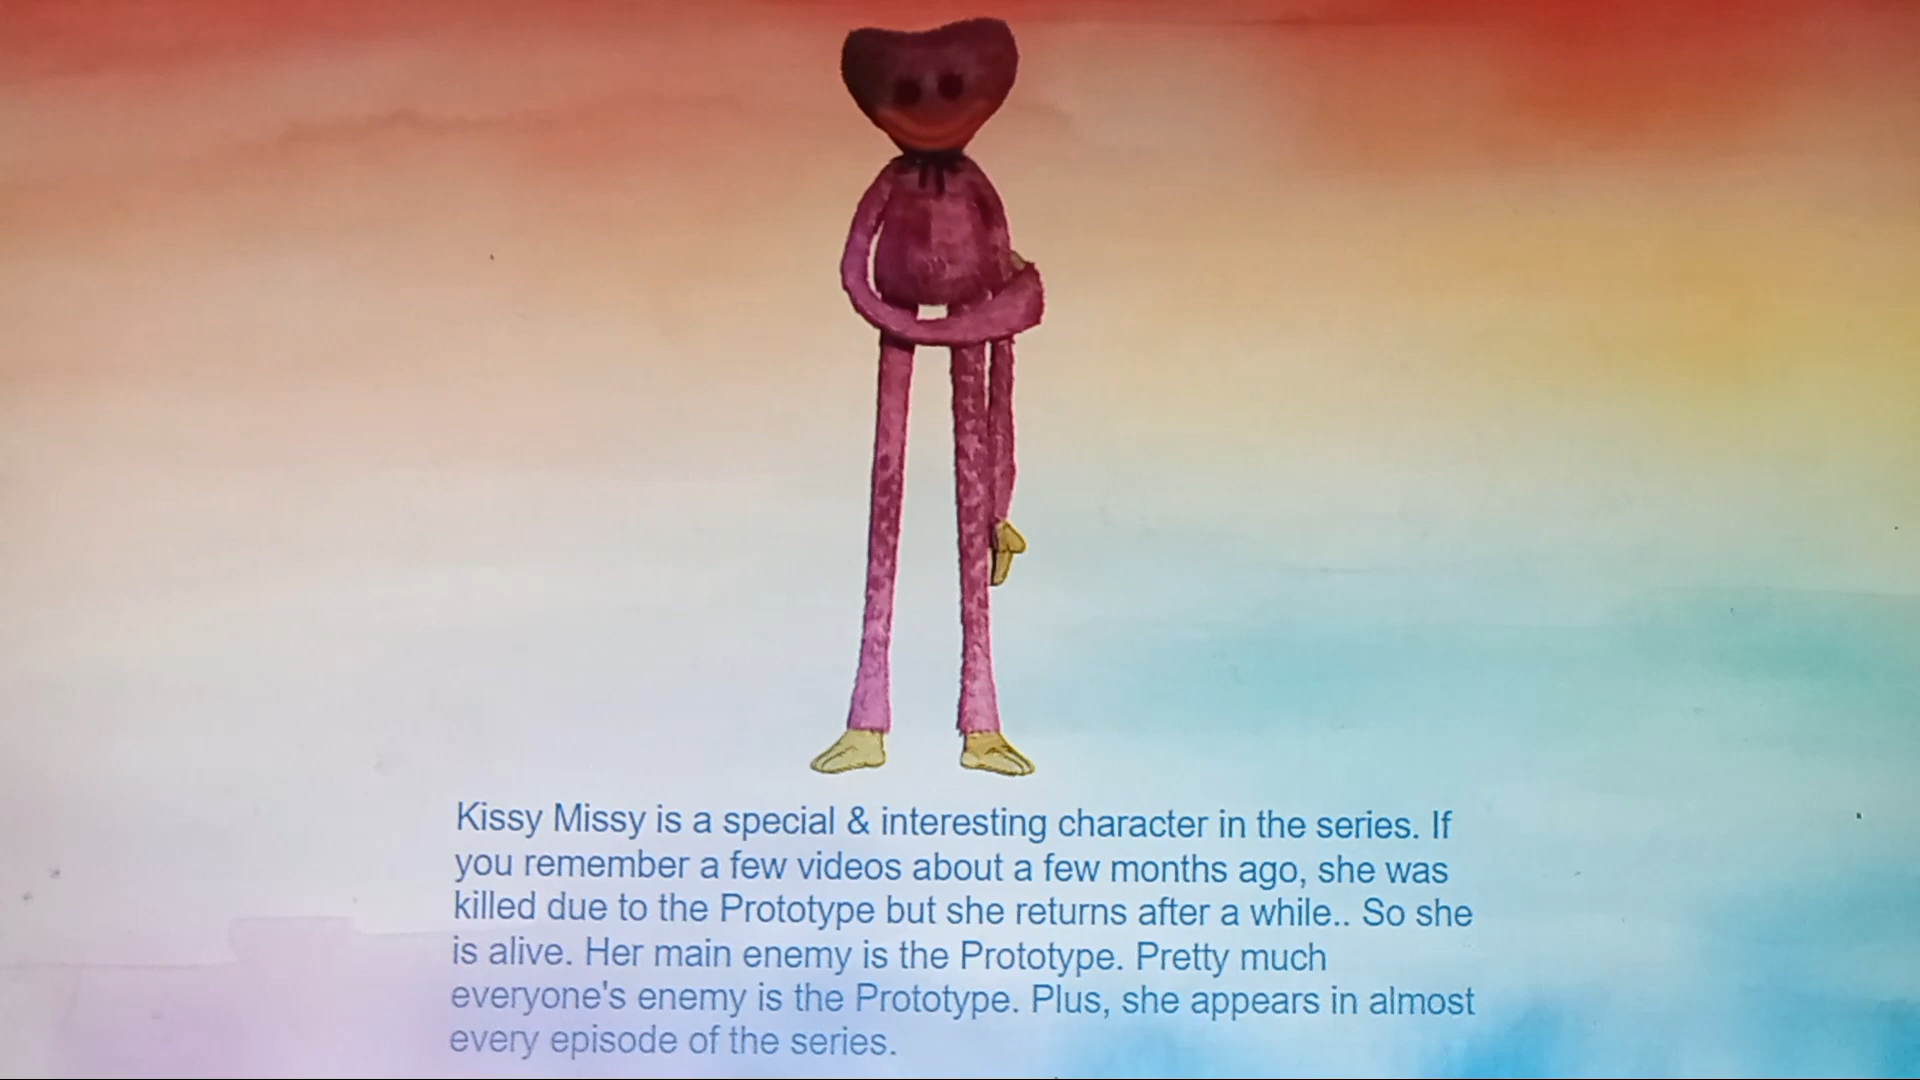 Kissy Missy is a special & interesting character in the series. If
you remember a few videos about a few months ago, she was
killed due to the Prototype but she returns after a while.. So she
is alive. Her main enemy is the Prototype. Pretty much
everyone's enemy is the Prototype. Plus, she appears in almost
every episode of the series.